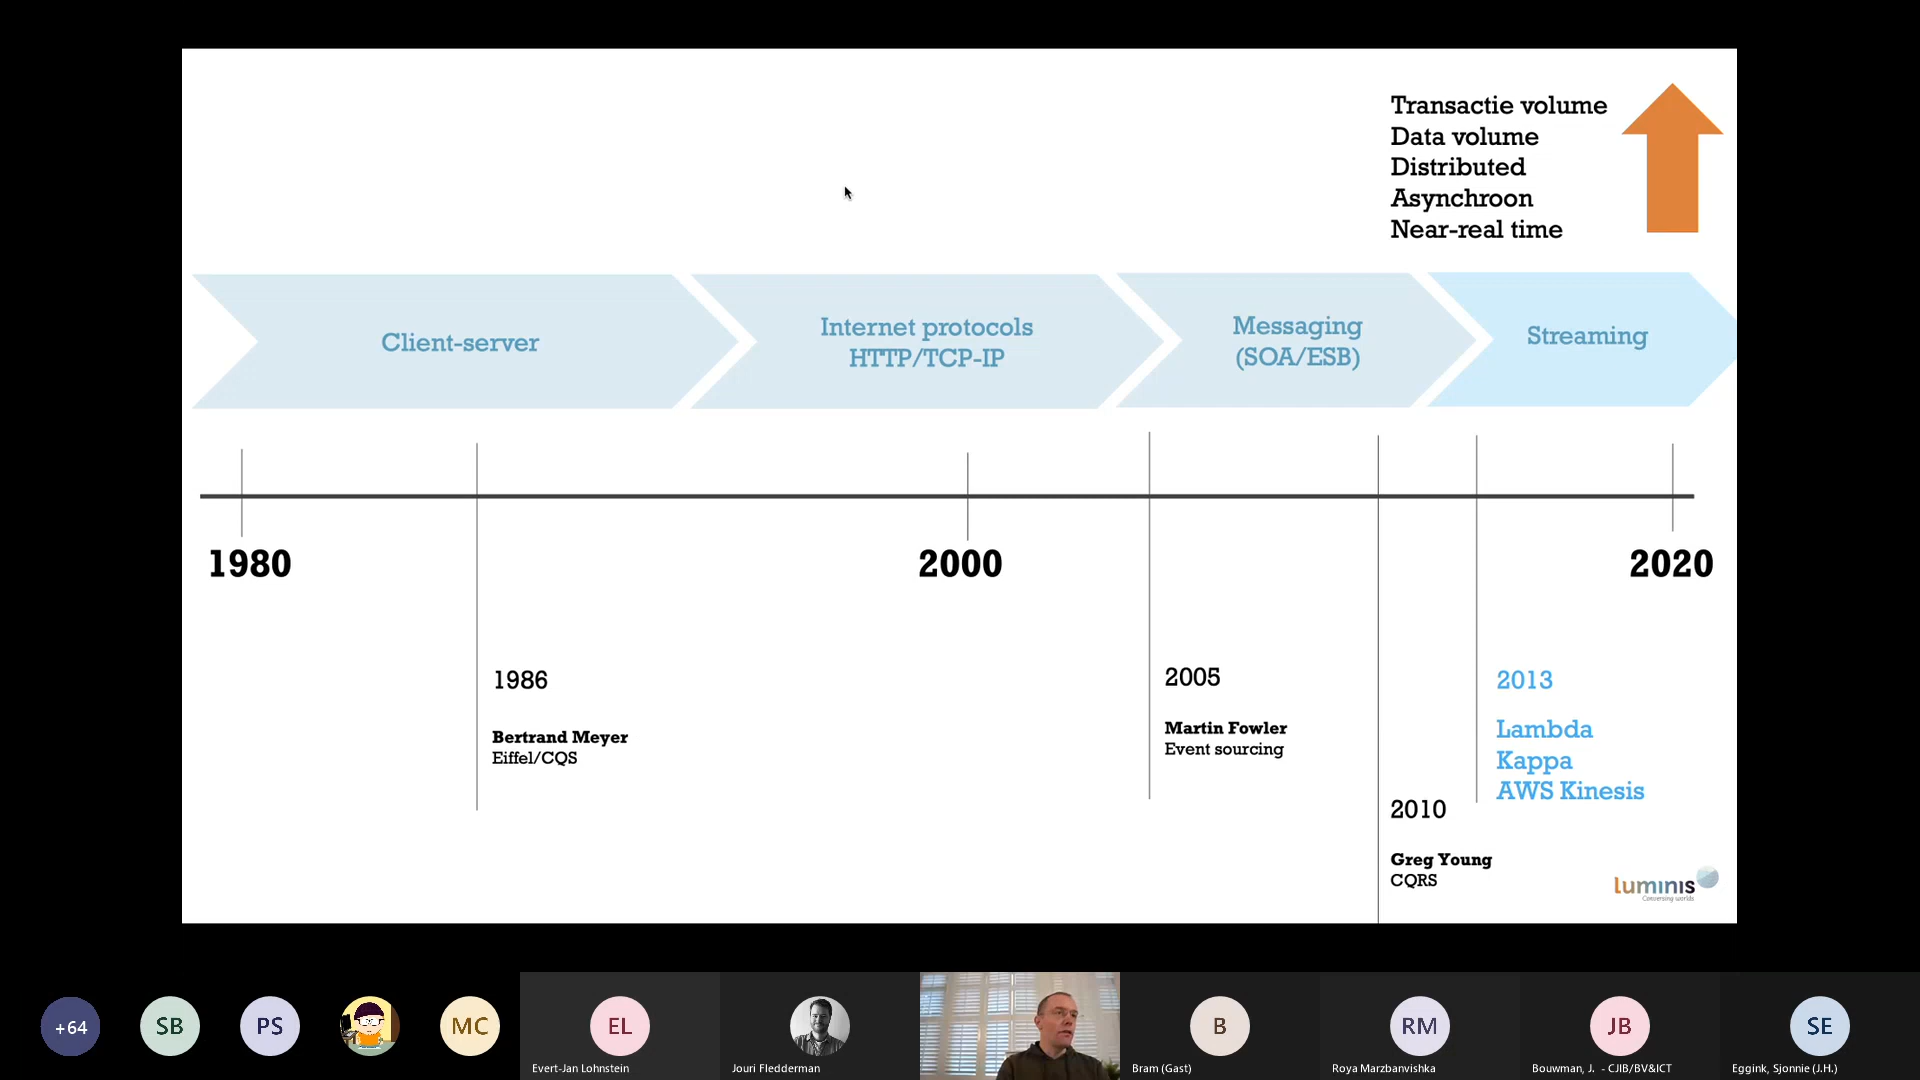 Transactie volume
Data volume
Distributed
Asynchroon
Near-real time
Client-server
Internet protocols
HTTP/TCP-IP
Messaging
(SOA/ESB)
Streaming
1980
2000
2020
1986
Bertrand Meyer
Eiffel/CQS
2005
Martin Fowler
Event sourcing
2013
Lambda
Kappa
AWS Kinesis
2010
Greg Young
CQRS
luminis
Conversing worlds
+64
SB
PS
MC
EL
Evert-Jan Lohnstein
Jouri Fledderman
B
Bram (Gast)
RM
Roya Marzbanvishka
JB
Bouwman, J. - CJIB/BV&ICT
SE
Eggink, Sjonnie (J.H.)